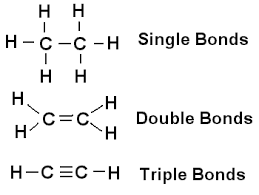 H H
H – C – C – H Single Bonds
H H
H H
C = C Double Bonds
H H
H – C ≡ C – H Triple Bonds